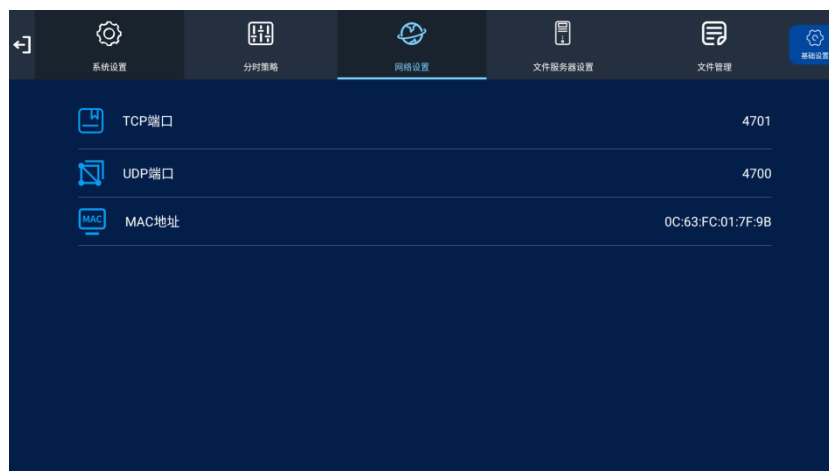 系统设置
分时策略
网络设置
文件服务器设置
文件管理
基础设置
TCP端口 4701
UDP端口 4700
MAC MAC地址 0C:63:FC:01:7F:9B